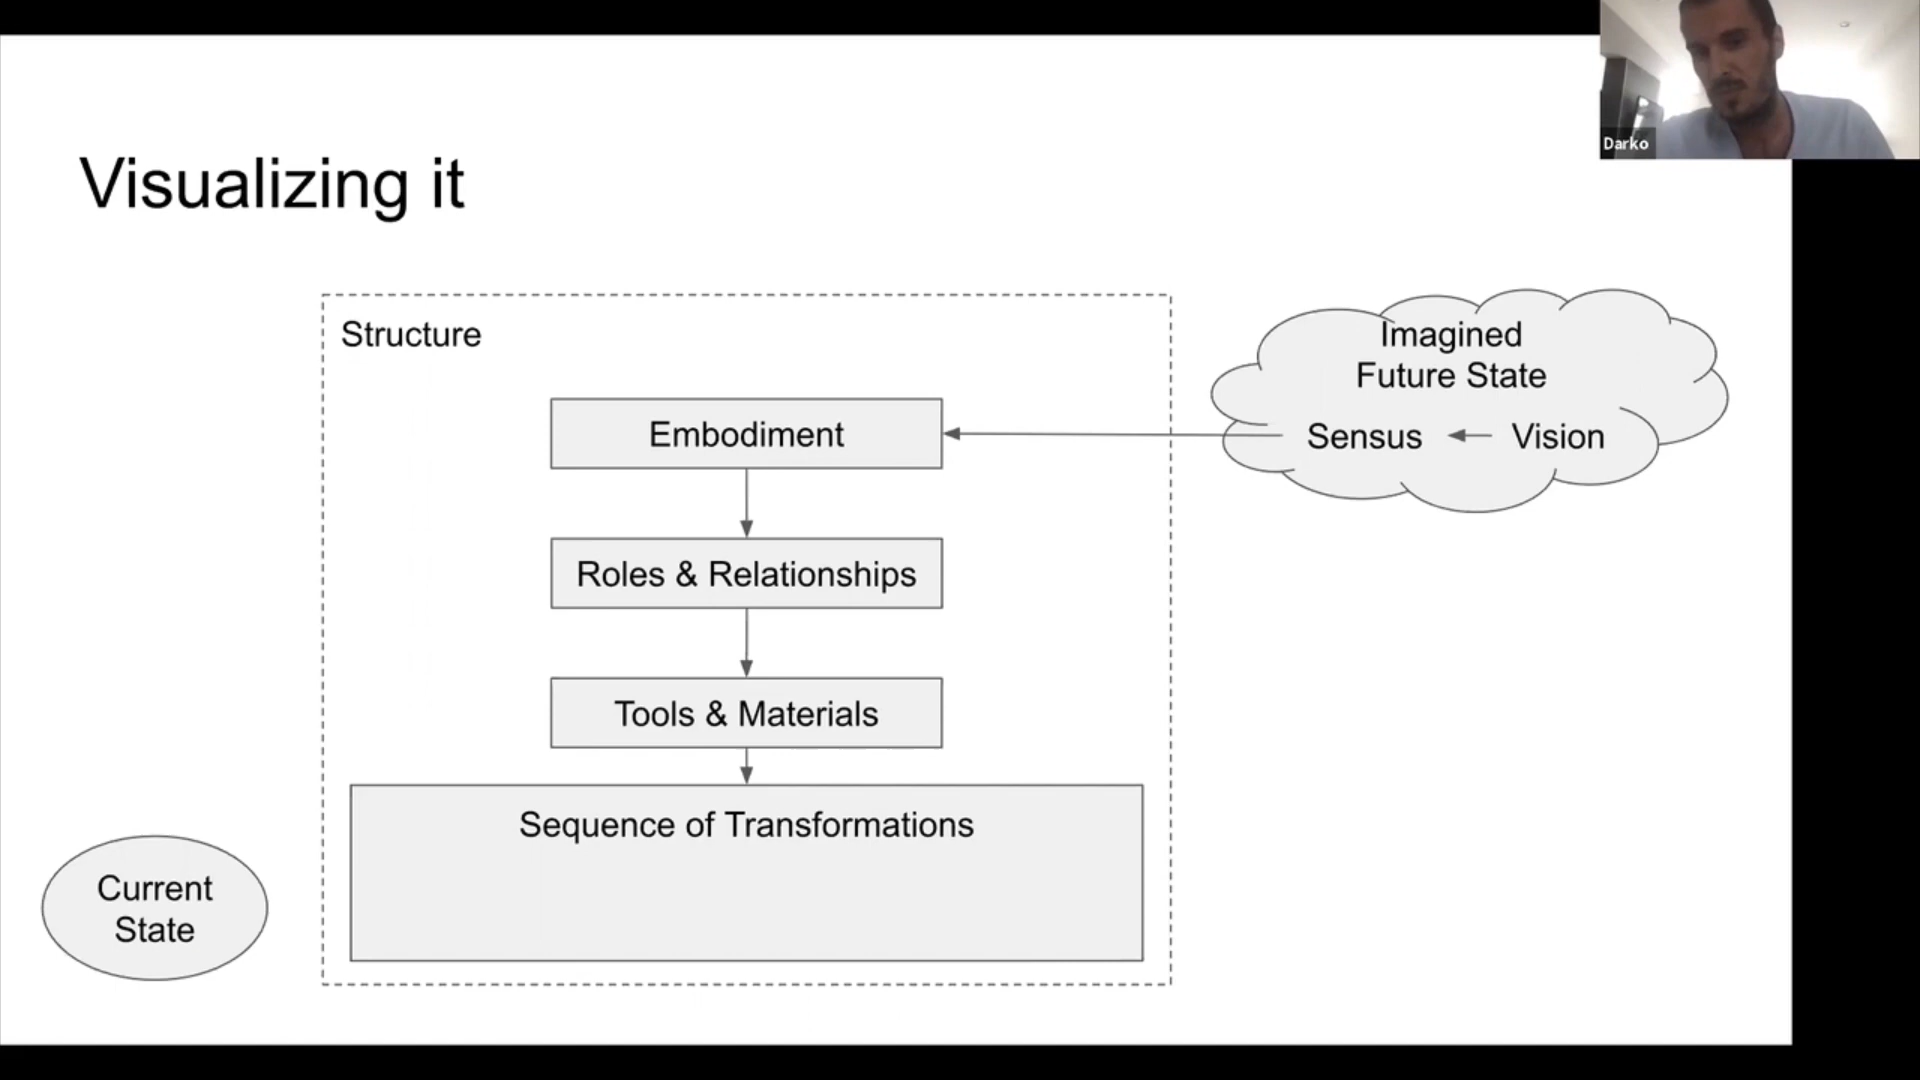 Darko
Visualizing it
Structure
Imagined
Future State
Embodiment
Sensus
Vision
Roles & Relationships
Tools & Materials
Sequence of Transformations
Current
State